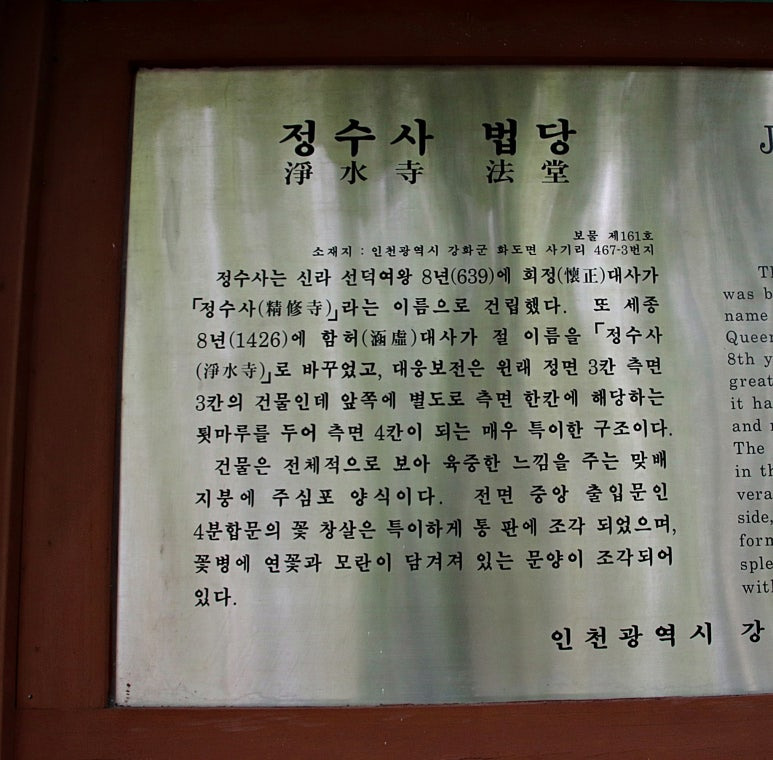 정수사 법당
淨水寺 法堂
보물 제161호
소재지 : 인천광역시 강화군 화도면 사기리 467-3번지
정수사는 신라 선덕여왕 8년(639)에 회정(懷正)대사가
「정수사(精修寺)」라는 이름으로 건립했다. 또 세종
8년(1426)에 함허(涵虛)대사가 절 이름을 「정수사
(淨水寺)」로 바꾸었고, 대웅보전은 원래 정면 3칸 측면
3칸의 건물인데 앞쪽에 별도로 측면 한칸에 해당하는
툇마루를 두어 측면 4칸이 되는 매우 특이한 구조이다.
건물은 전체적으로 보아 육중한 느낌을 주는 맞배
지붕에 주심포 양식이다. 전면 중앙 출입문인
4분합문의 꽃 창살은 특이하게 통 판에 조각 되었으며,
꽃병에 연꽃과 모란이 담겨져 있는 문양이 조각되어
있다.
인천광역시 강
J
Th
was b
name
Queen
8th y
great
it ha
and
The
in th
vera
side,
form
sple
with